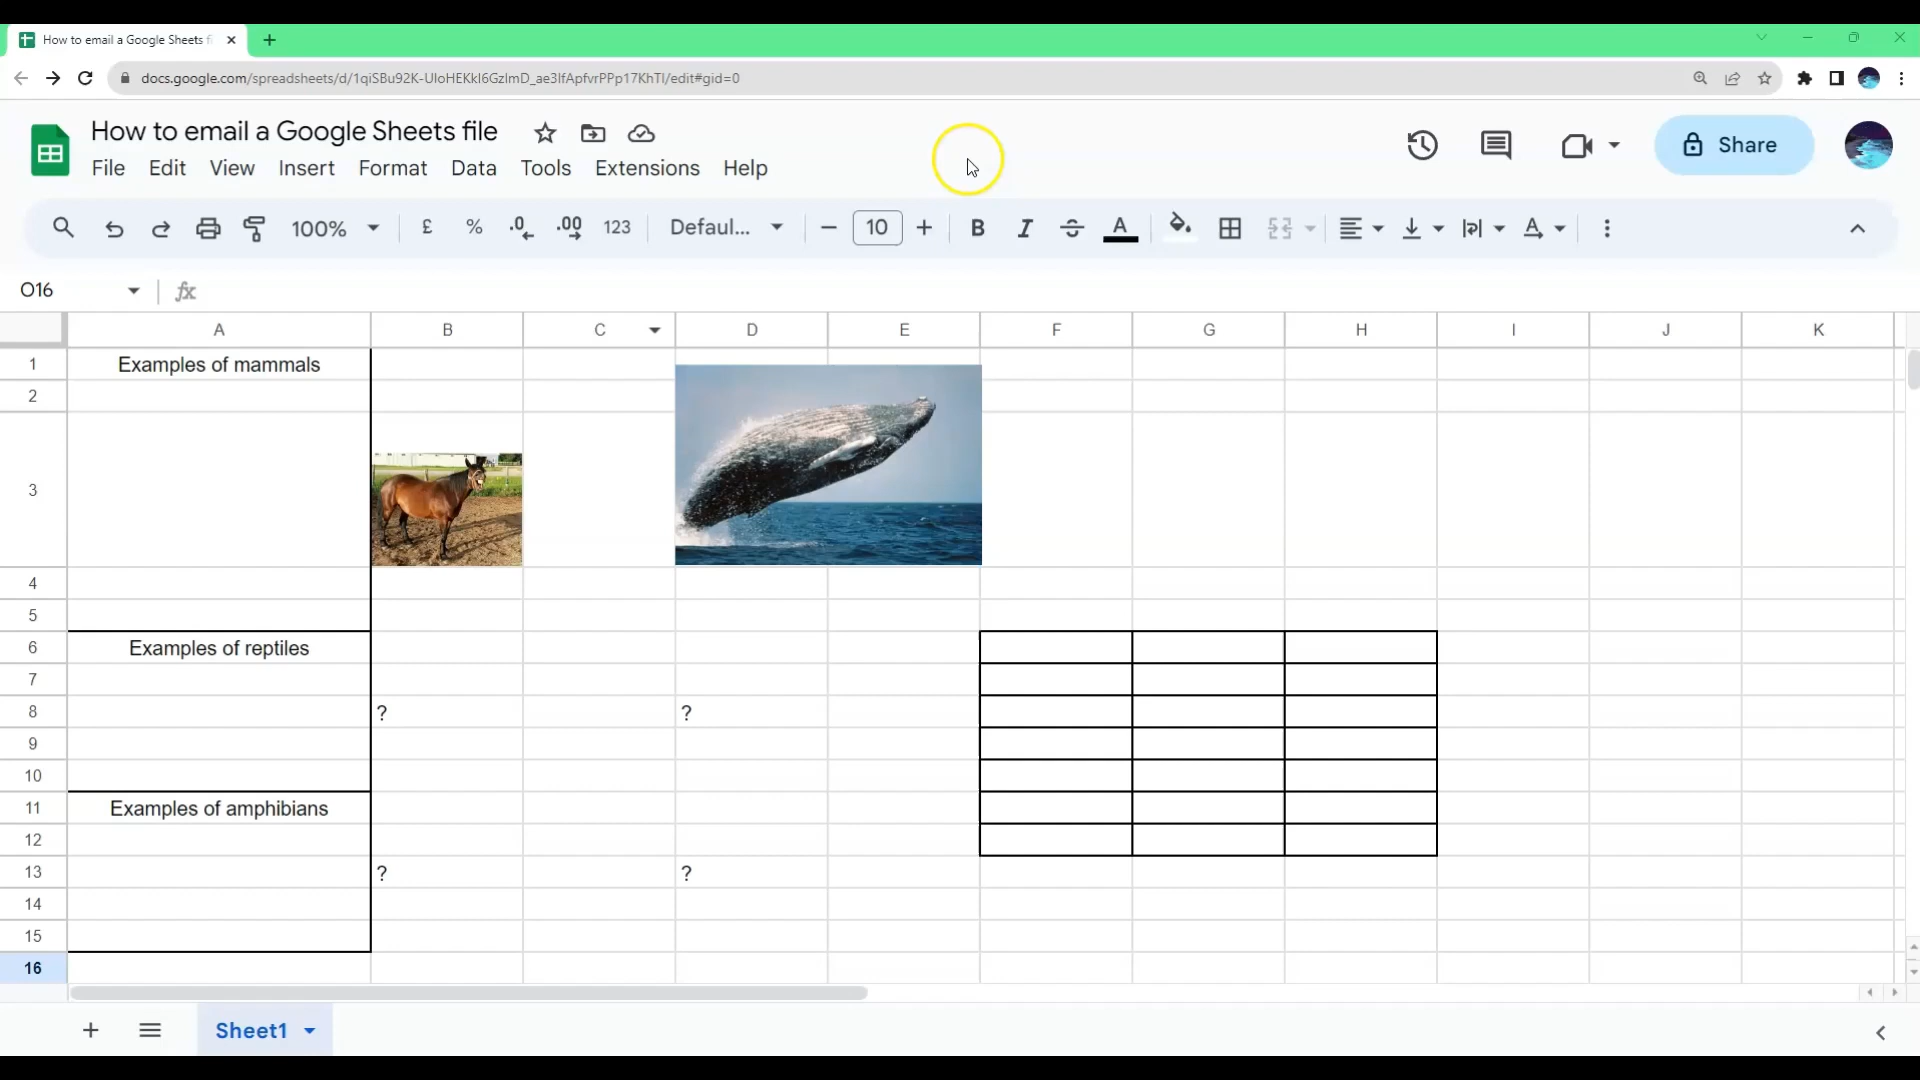 How to email a Google Sheets fi
docs.google.com/spreadsheets/d/1qiSBu92K-UIoHEKkI6GzImD_ae3IfApfvrPPp17KhTI/edit#gid=0
How to email a Google Sheets file
File Edit View Insert Format Data Tools Extensions Help
Share
100% £ % .0 .00 123 Defaul... − 10 + B I S A A
O16 fx
A B C D E F G H I J K
1 Examples of mammals
2
3
4
5
6 Examples of reptiles
7
8 ? ?
9
10
11 Examples of amphibians
12
13 ? ?
14
15
16
Sheet1